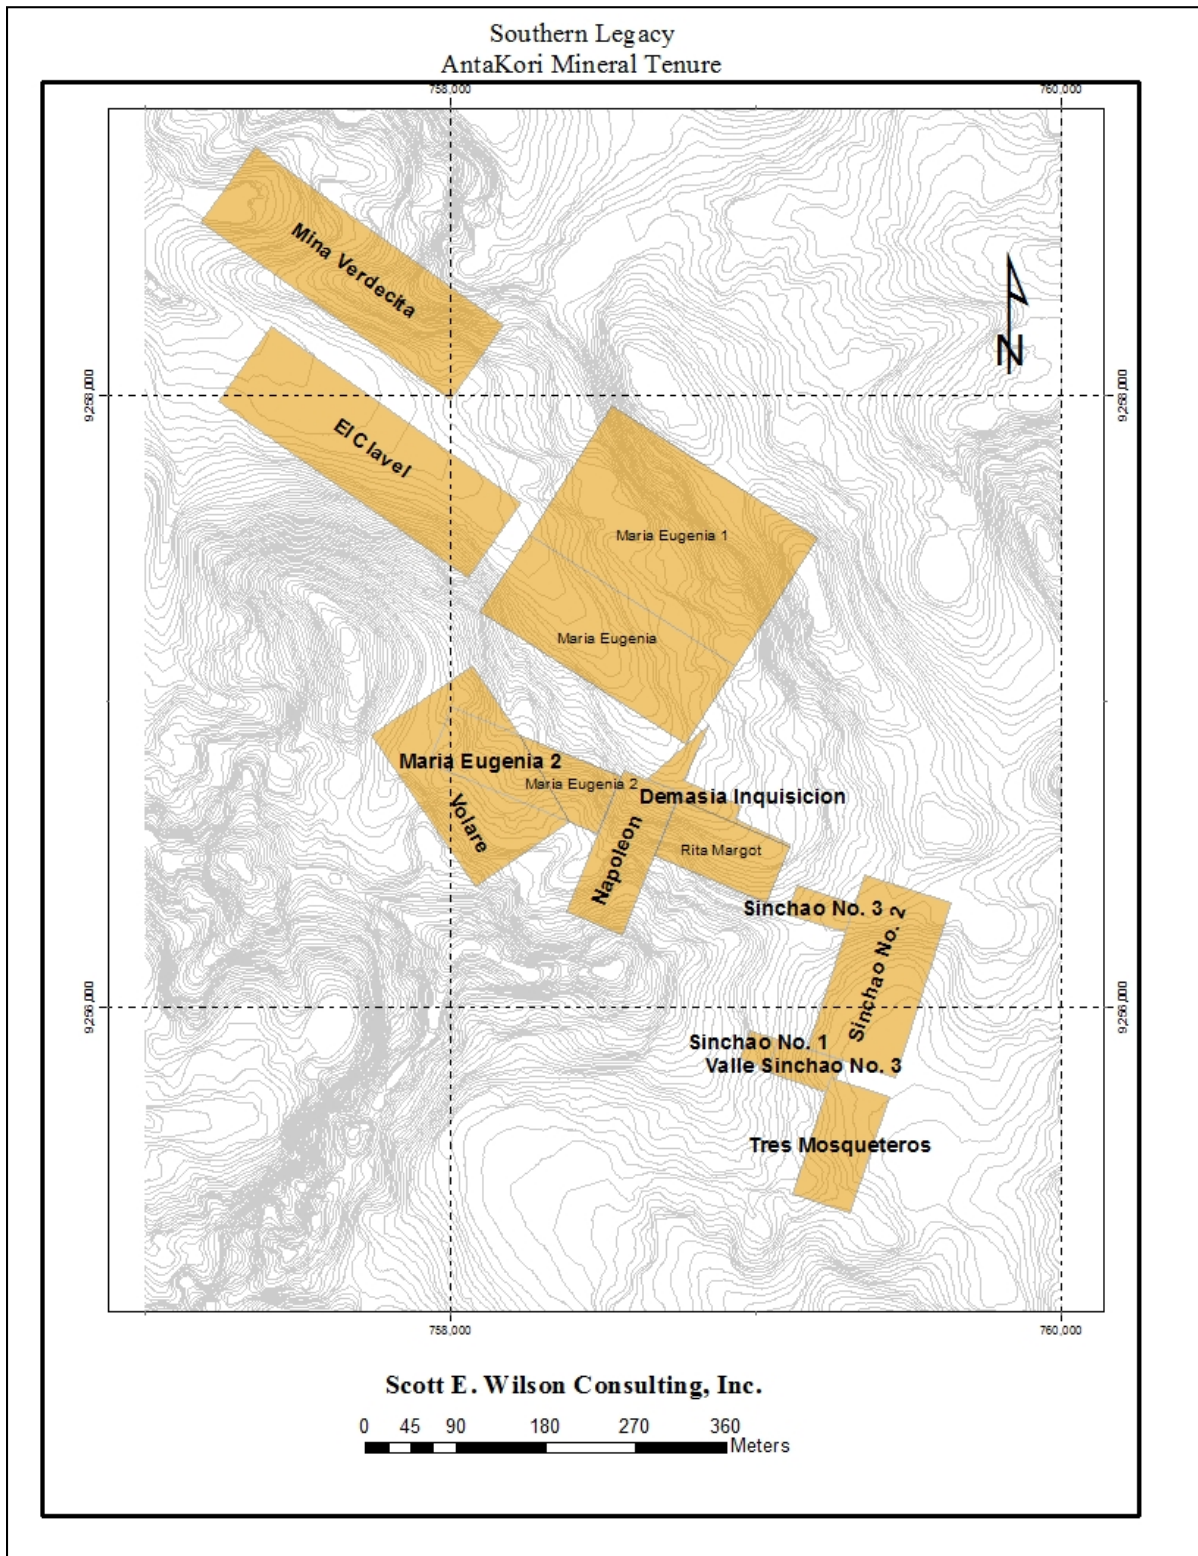 Southern Legacy
AntaKori Mineral Tenure
758,000
760,000
Mina Verdecita
N
9,258,000
9,258,000
El Clavel
Maria Eugenia 1
Maria Eugenia
Maria Eugenia 2
Maria Eugenia 2
Demasia Inquisicion
Volare
Napoleon
Rita Margot
Sinchao No. 3
Sinchao No. 2
9,256,000
9,256,000
Sinchao No. 1
Valle Sinchao No. 3
Tres Mosqueteros
758,000
760,000
Scott E. Wilson Consulting, Inc.
0 45 90 180 270 360
Meters